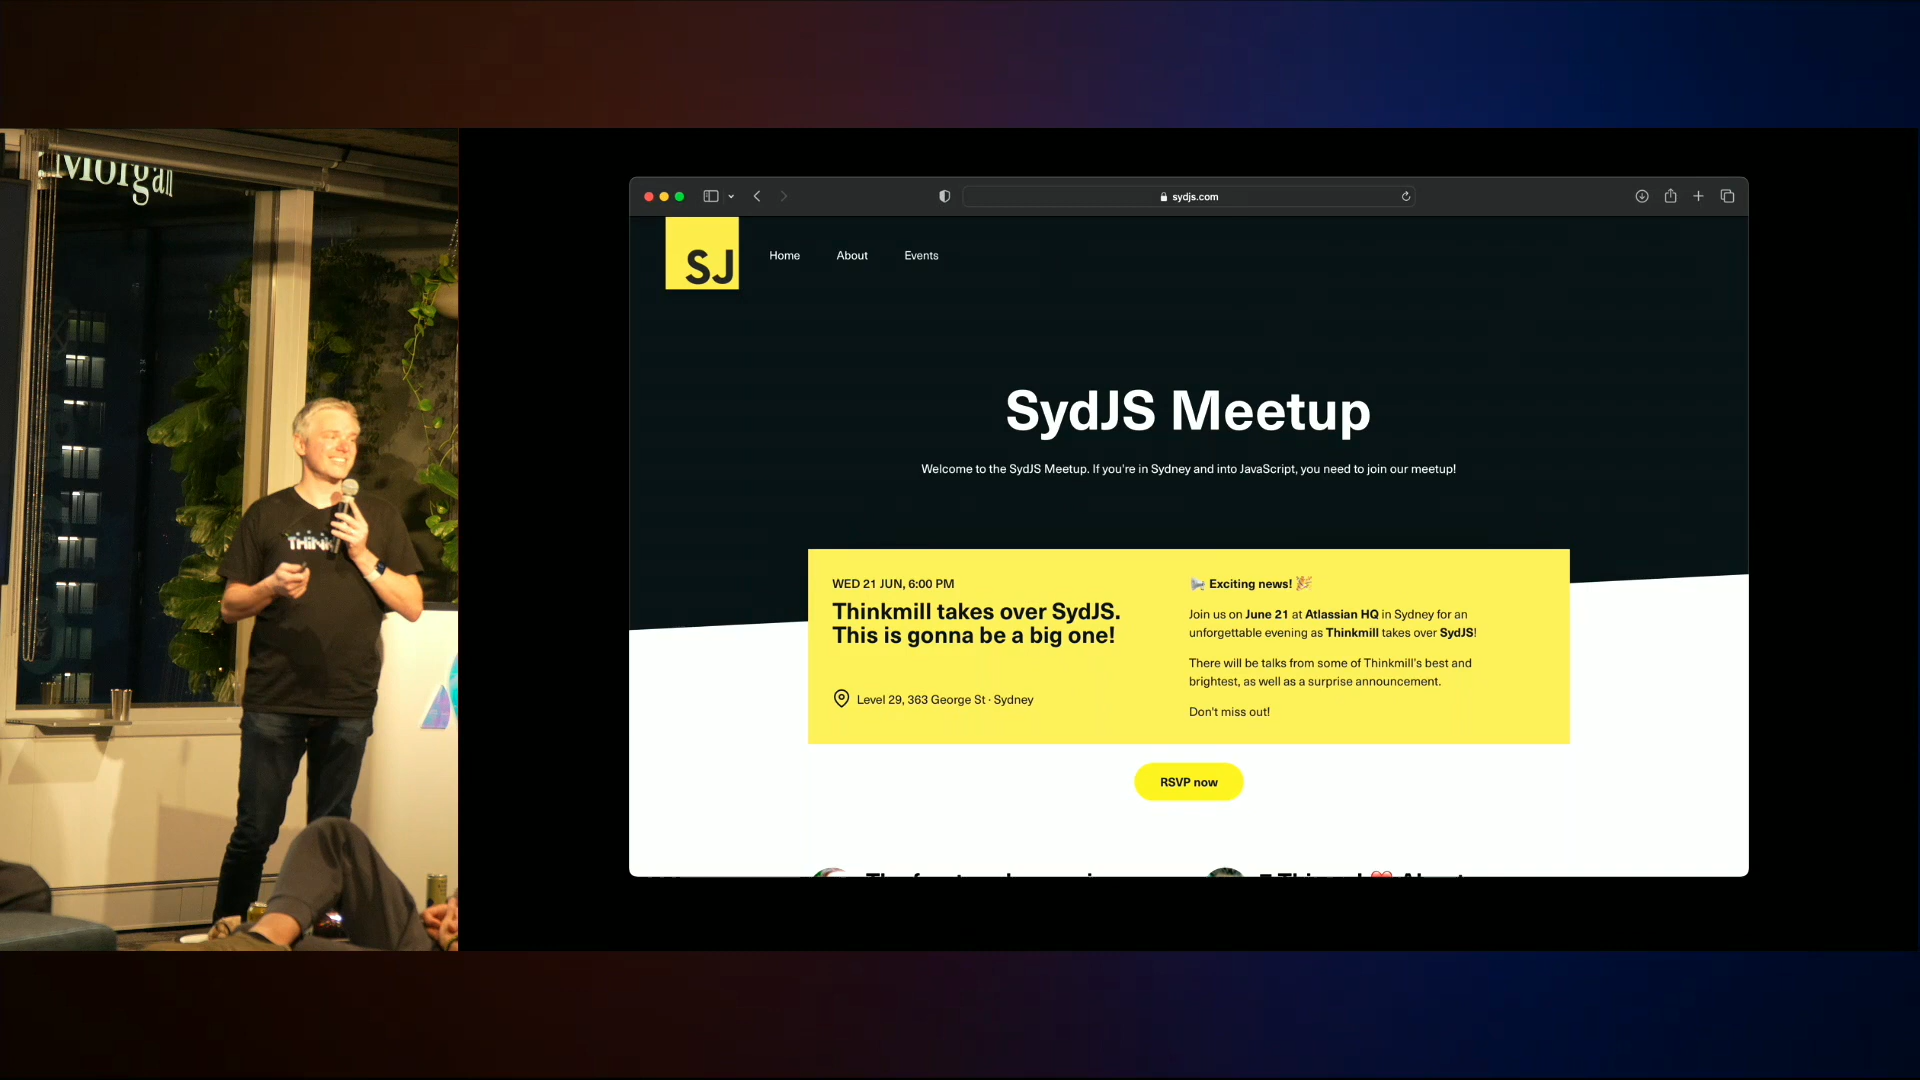 Morgan
THiNK
sydjs.com
SJ
Home
About
Events
SydJS Meetup
Welcome to the SydJS Meetup. If you're in Sydney and into JavaScript, you need to join our meetup!
WED 21 JUN, 6:00 PM
Thinkmill takes over SydJS.
This is gonna be a big one!
Level 29, 363 George St · Sydney
Exciting news!
Join us on June 21 at Atlassian HQ in Sydney for an
unforgettable evening as Thinkmill takes over SydJS!
There will be talks from some of Thinkmill's best and
brightest, as well as a surprise announcement.
Don't miss out!
RSVP now